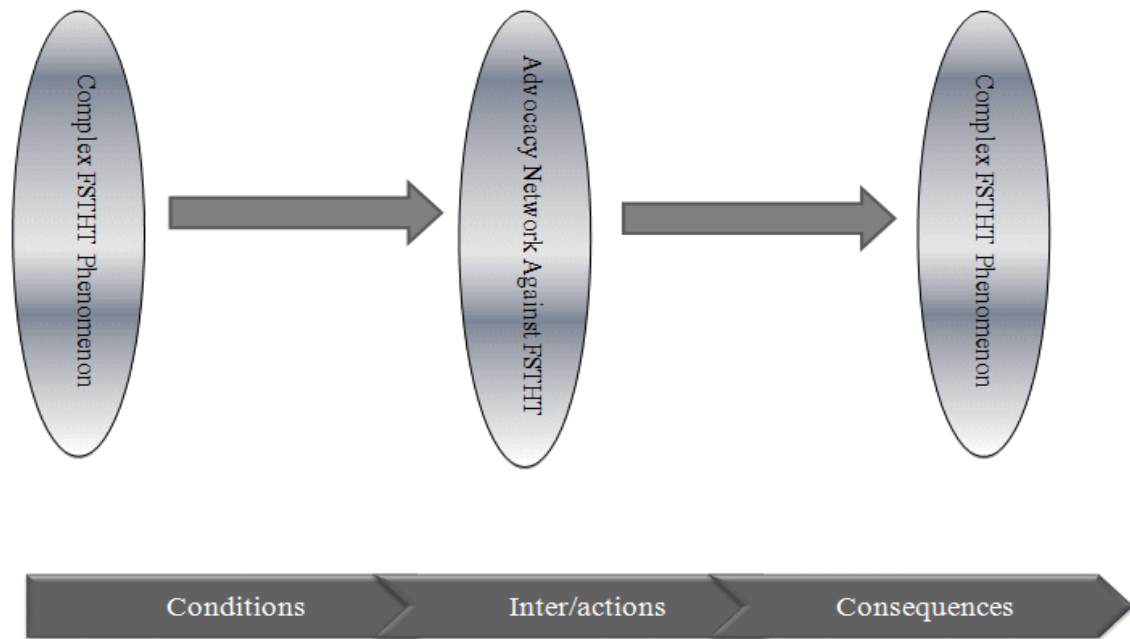 Complex FSTHT Phenomenon
Advocacy Network Against FSTHT
Complex FSTHT Phenomenon
Conditions
Inter/actions
Consequences